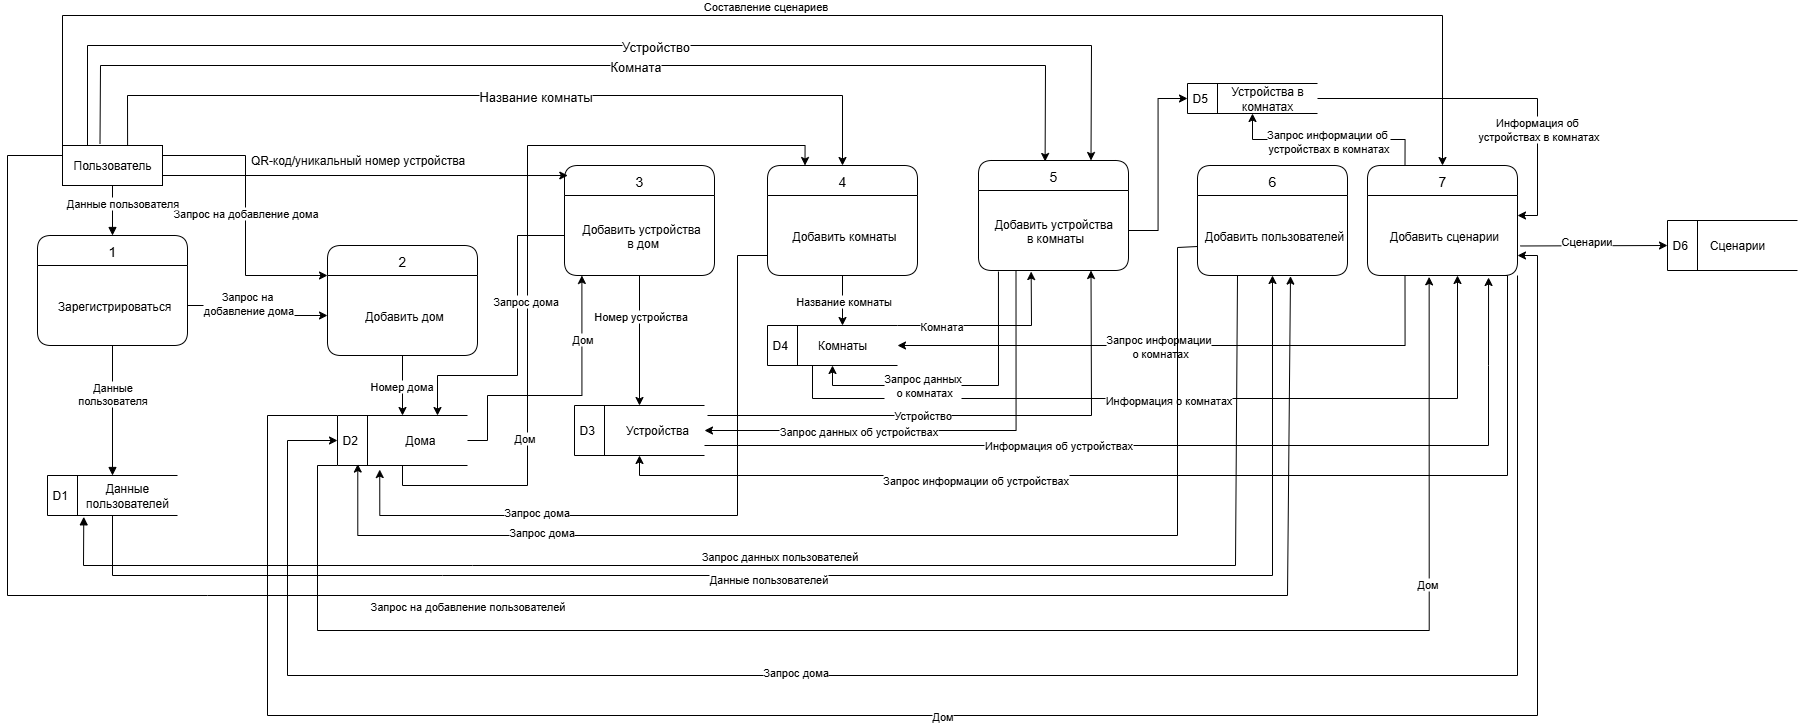 Составление сценариев
Устройство
Комната
Название комнаты
D5
Устройства в
комнатах
Информация об
устройствах в комнатах
Запрос информации об
устройствах в комнатах
Пользователь
QR-код/уникальный номер устройства
Данные пользователя
Запрос на добавление дома
3
Добавить устройства
в дом
4
Добавить комнаты
5
Добавить устройства
в комнаты
6
Добавить пользователей
7
Добавить сценарии
Сценарии
D6
Сценарии
1
Зарегистрироваться
Запрос на
добавление дома
2
Добавить дом
Запрос дома
Номер устройства
Дом
Название комнаты
Комната
D4
Комнаты
Запрос информации
о комнатах
Данные
пользователя
Номер дома
Запрос данных
о комнатах
Информация о комнатах
D2
Дома
Дом
D3
Устройства
Устройство
Запрос данных об устройствах
Информация об устройствах
Запрос информации об устройствах
D1
Данные
пользователей
Запрос дома
Запрос дома
Запрос данных пользователей
Данные пользователей
Дом
Запрос на добавление пользователей
Запрос дома
Дом